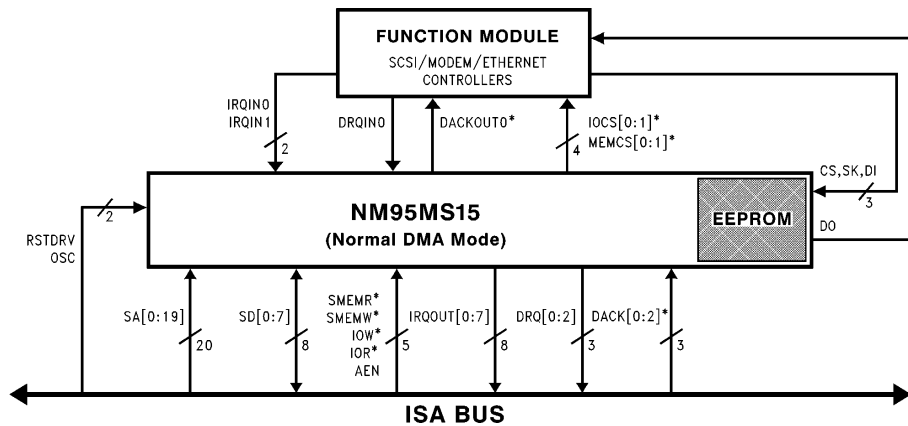 FUNCTION MODULE
SCSI/MODEM/ETHERNET
CONTROLLERS
IRQIN0
IRQIN1
2
DRQIN0
DACKOUT0*
IOCS[0:1]*
MEMCS[0:1]*
4
CS,SK,DI
3
NM95MS15
(Normal DMA Mode)
EEPROM
DO
2
RSTDRV
OSC
SA[0:19]
20
SD[0:7]
8
SMEMR*
SMEMW*
IOW*
IOR*
AEN
5
IRQOUT[0:7]
8
DRQ[0:2]
3
DACK[0:2]*
3
ISA BUS